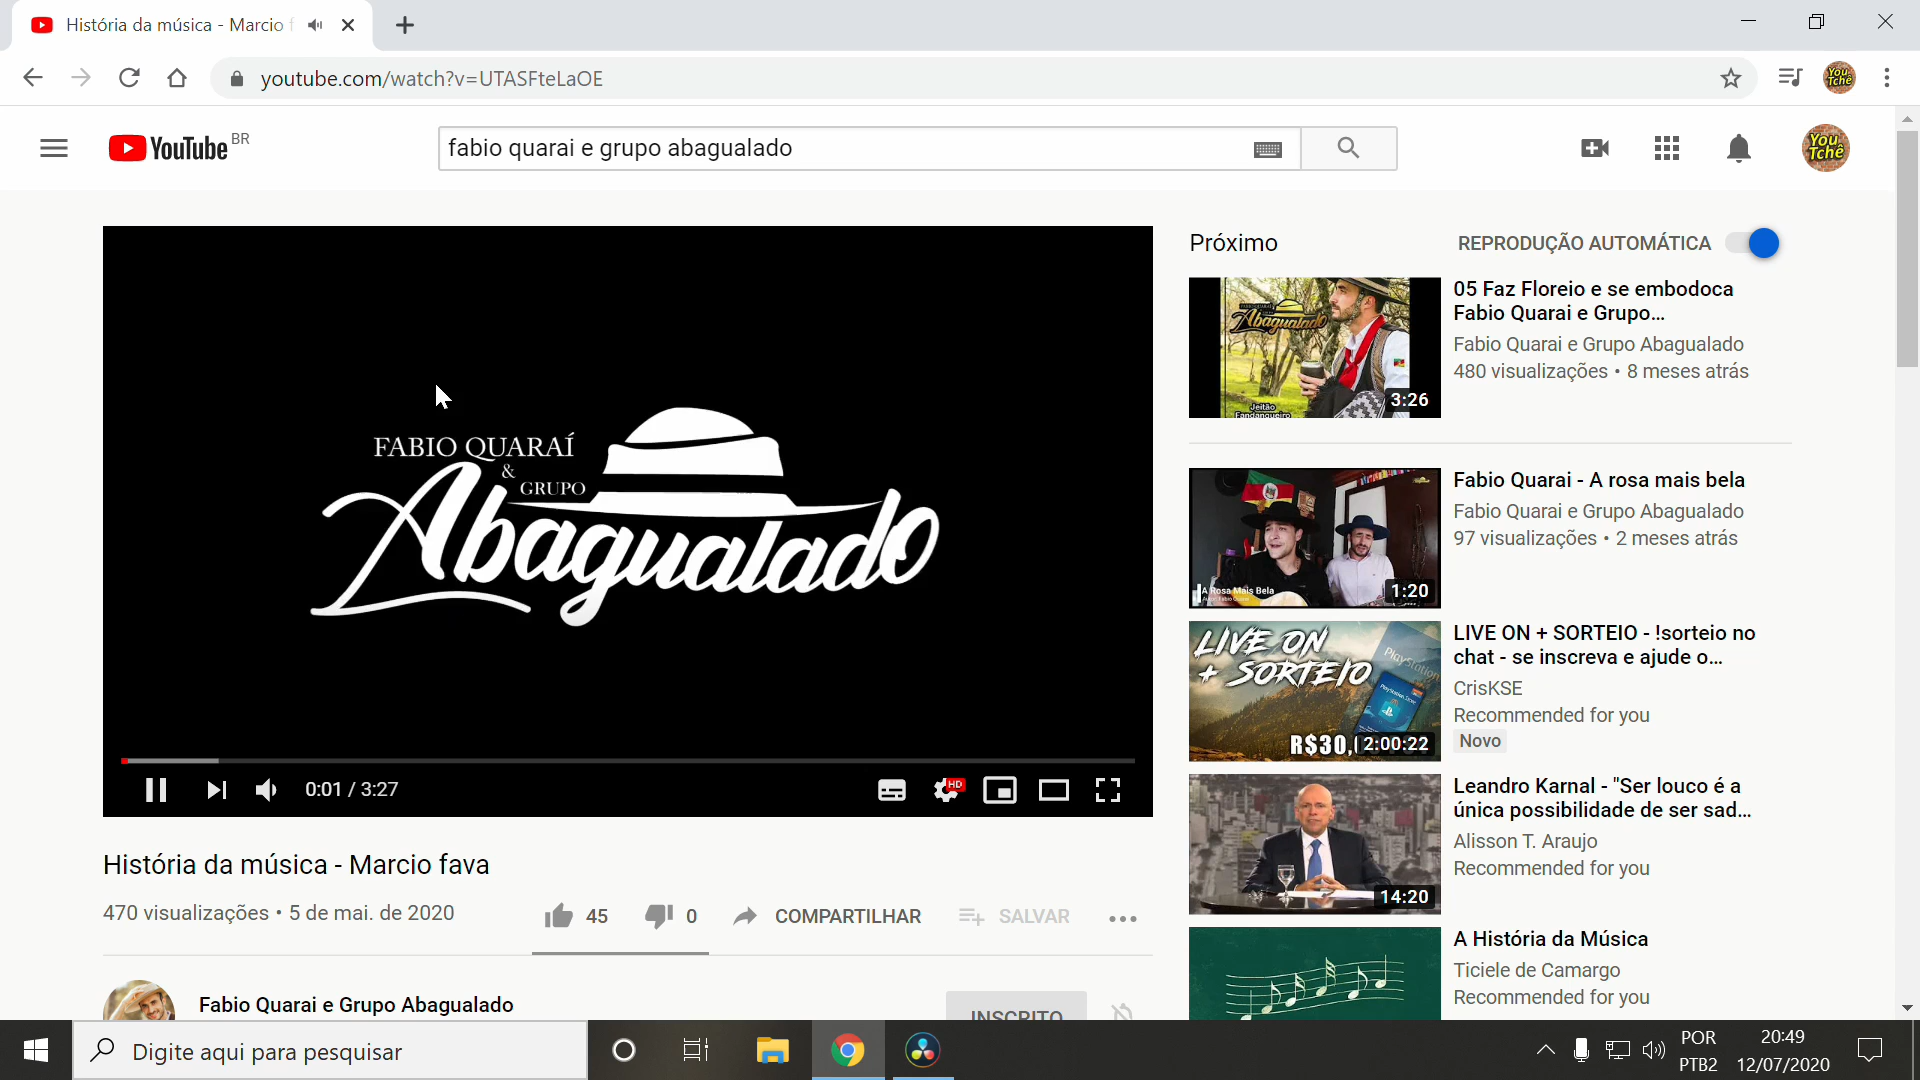 História da música - Marcio f
youtube.com/watch?v=UTASFteLaOE
YouTube BR
fabio quarai e grupo abagualado
You
Tchê
FABIO QUARAÍ
&
GRUPO
Abagualado
0:01 / 3:27
HD
História da música - Marcio fava
470 visualizações • 5 de mai. de 2020
45
0
COMPARTILHAR
SALVAR
Fabio Quarai e Grupo Abagualado
INSCRITO
Próximo
REPRODUÇÃO AUTOMÁTICA
Abagualado
Jeitão
Fandangueiro
3:26
05 Faz Floreio e se embodoca
Fabio Quarai e Grupo...
Fabio Quarai e Grupo Abagualado
480 visualizações • 8 meses atrás
A Rosa Mais Bela
1:20
Fabio Quarai - A rosa mais bela
Fabio Quarai e Grupo Abagualado
97 visualizações • 2 meses atrás
LIVE ON
+ SORTEIO
PlayStation
R$30,
2:00:22
LIVE ON + SORTEIO - !sorteio no
chat - se inscreva e ajude o...
CrisKSE
Recommended for you
Novo
14:20
Leandro Karnal - "Ser louco é a
única possibilidade de ser sad...
Alisson T. Araujo
Recommended for you
A História da Música
Ticiele de Camargo
Recommended for you
Digite aqui para pesquisar
POR
PTB2
20:49
12/07/2020